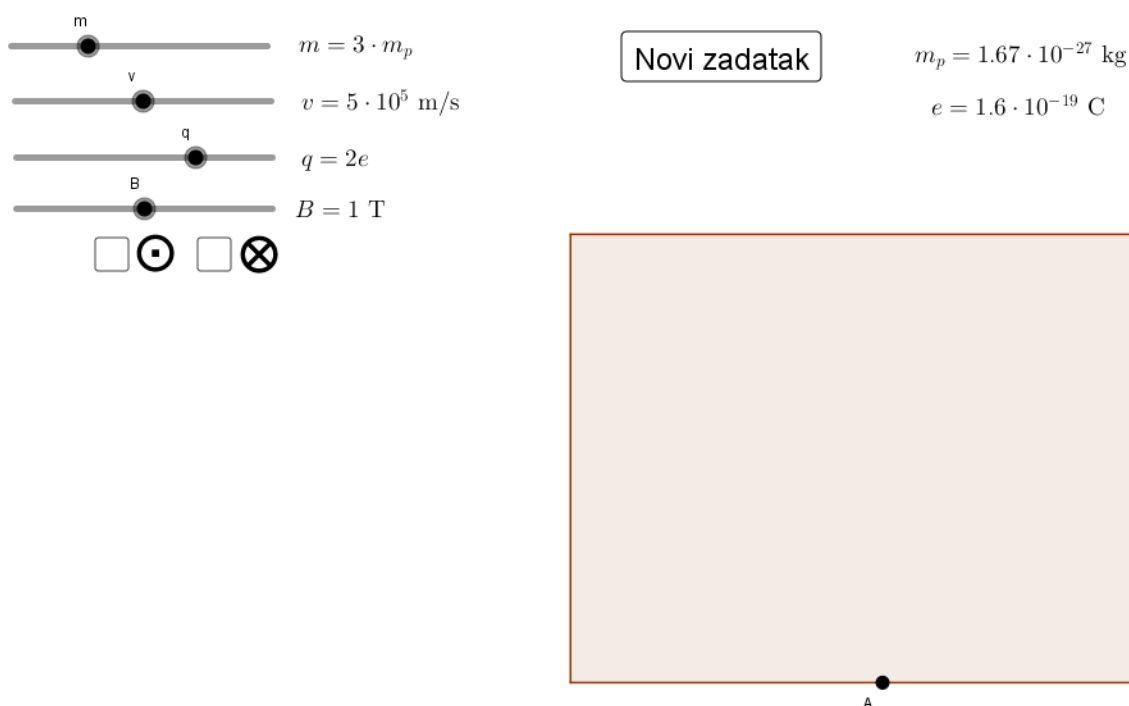 m
m = 3 · m_p
v
v = 5 · 10^5 m/s
q
q = 2e
B
B = 1 T
Novi zadatak
m_p = 1.67 · 10^{-27} kg
e = 1.6 · 10^{-19} C
A